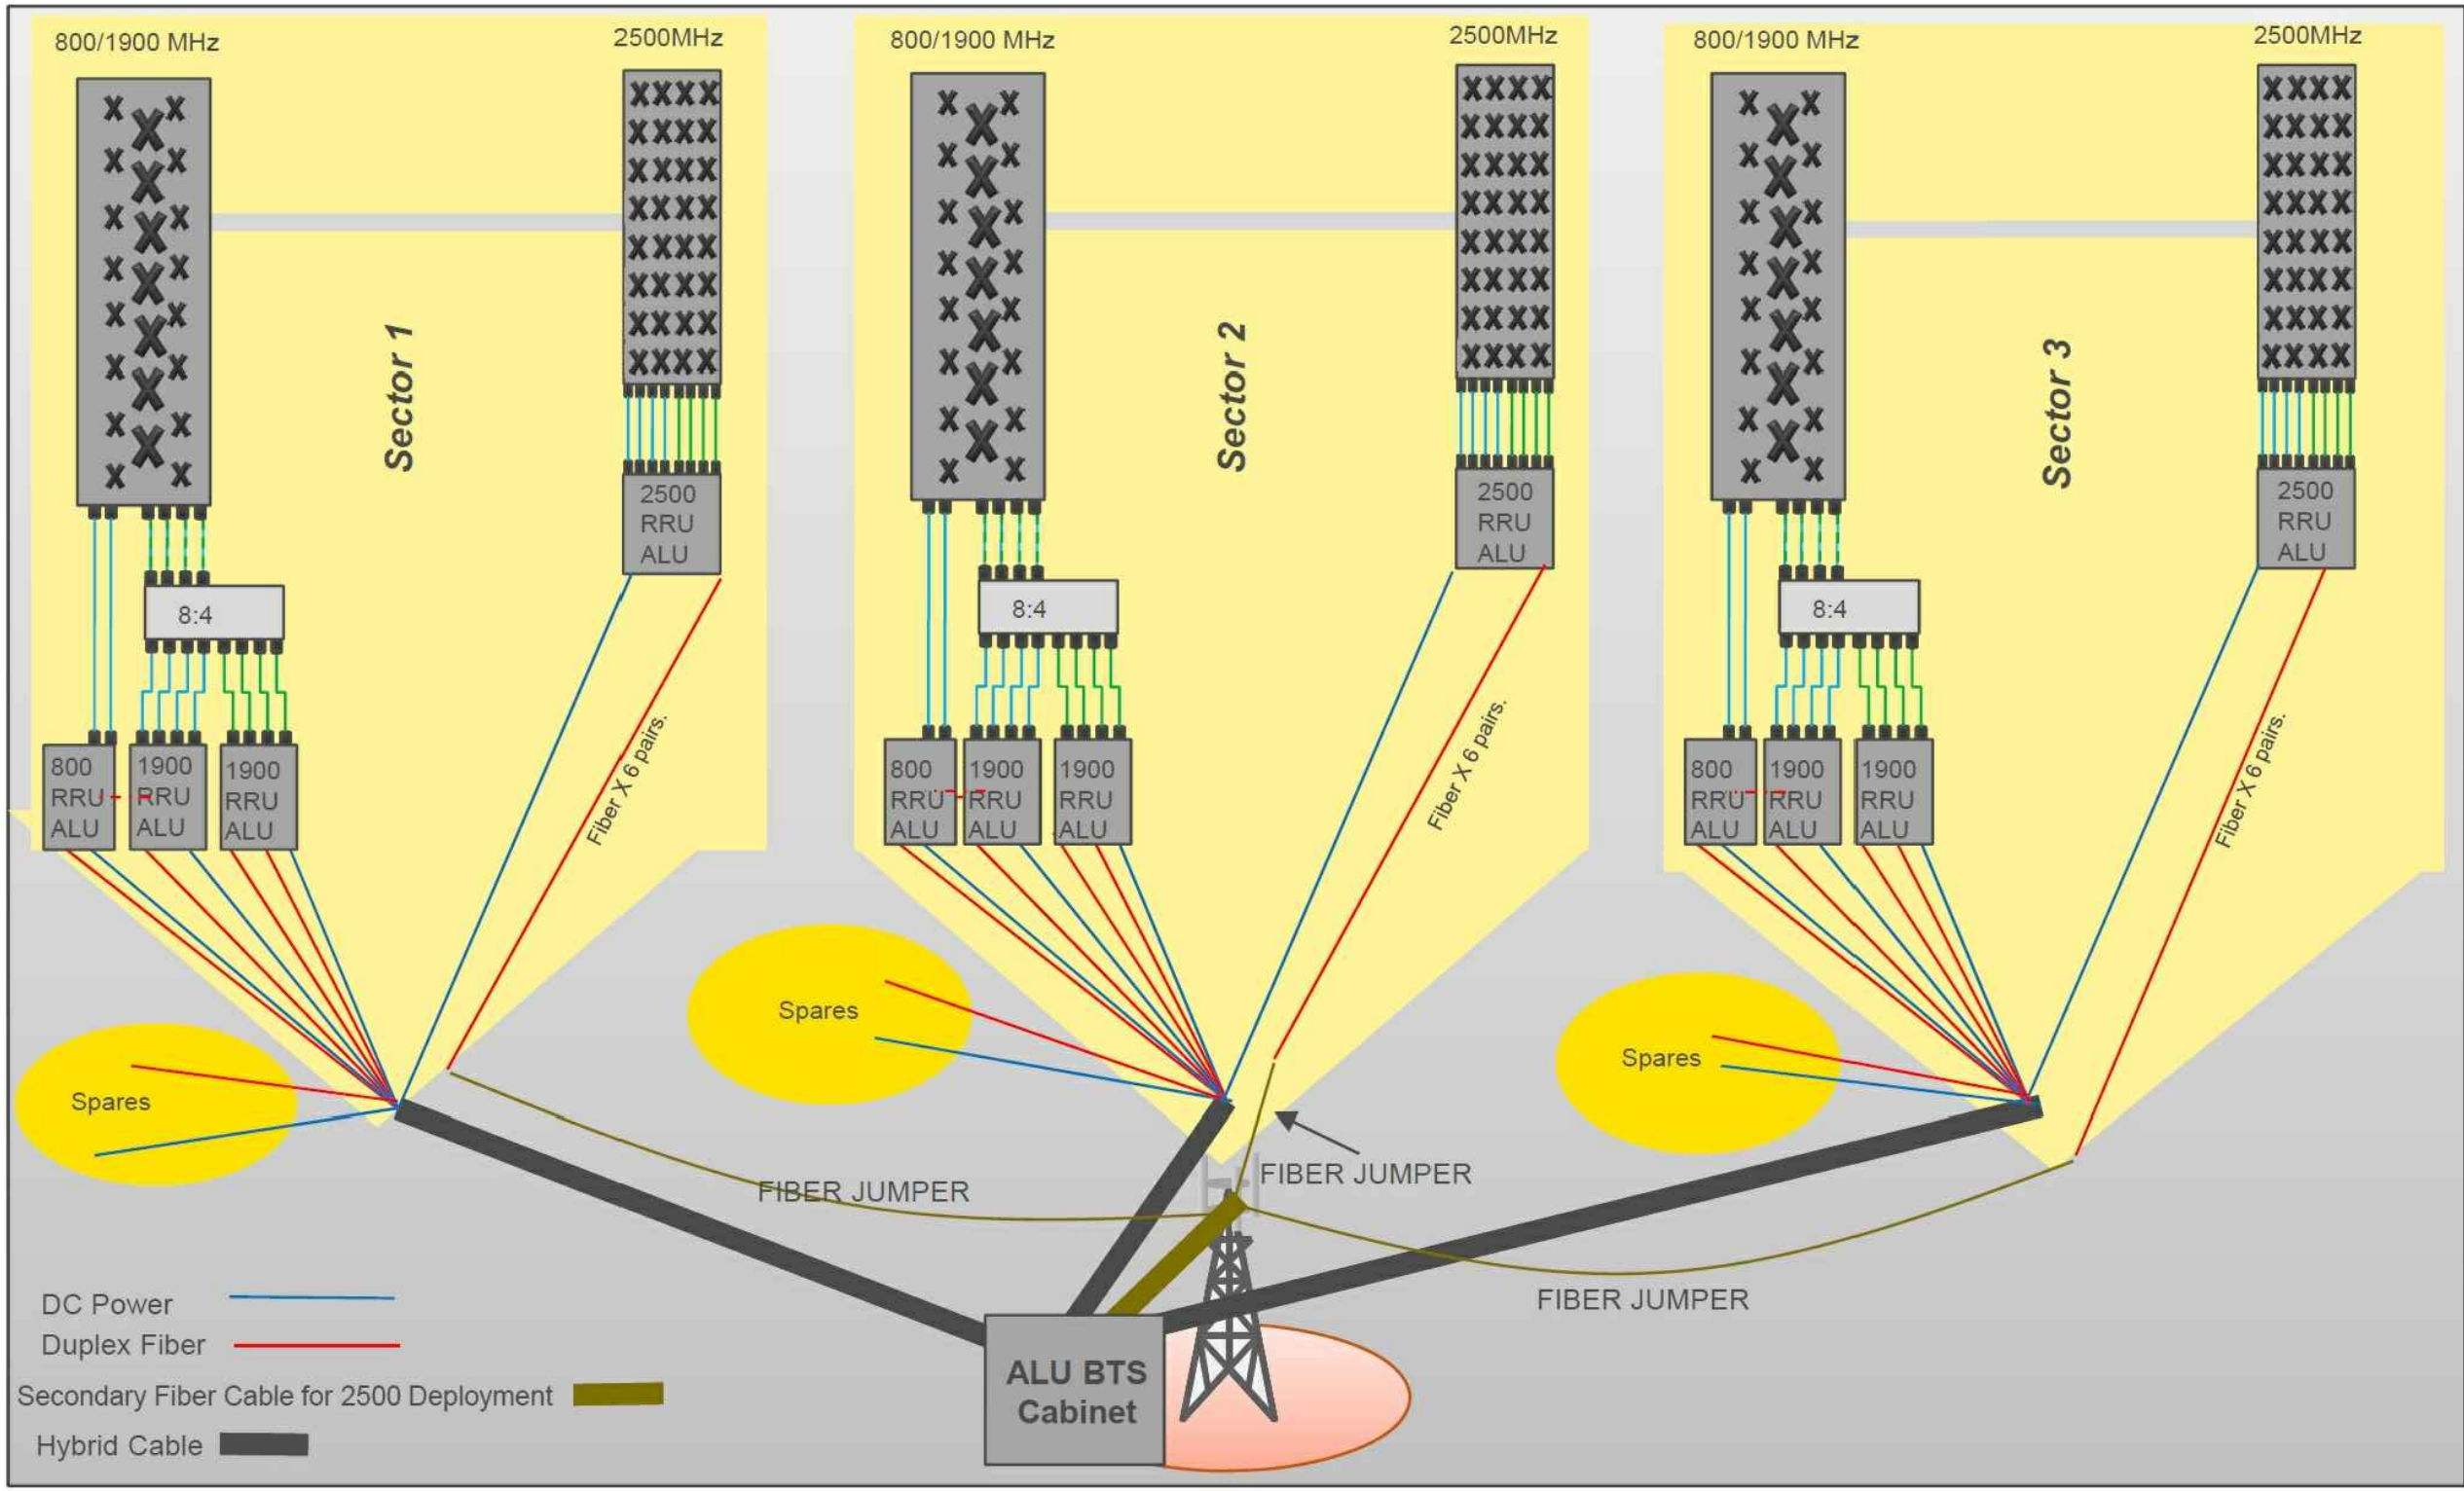 800/1900 MHz
2500MHz
800/1900 MHz
2500MHz
800/1900 MHz
2500MHz
Sector 1
Sector 2
Sector 3
2500
RRU
ALU
2500
RRU
ALU
2500
RRU
ALU
8:4
8:4
8:4
800
RRU
ALU
1900
RRU
ALU
1900
RRU
ALU
Fiber X 6 pairs.
800
RRU
ALU
1900
RRU
ALU
1900
RRU
ALU
Fiber X 6 pairs.
800
RRU
ALU
1900
RRU
ALU
1900
RRU
ALU
Fiber X 6 pairs.
Spares
Spares
Spares
FIBER JUMPER
FIBER JUMPER
FIBER JUMPER
DC Power
Duplex Fiber
Secondary Fiber Cable for 2500 Deployment
Hybrid Cable
ALU BTS
Cabinet